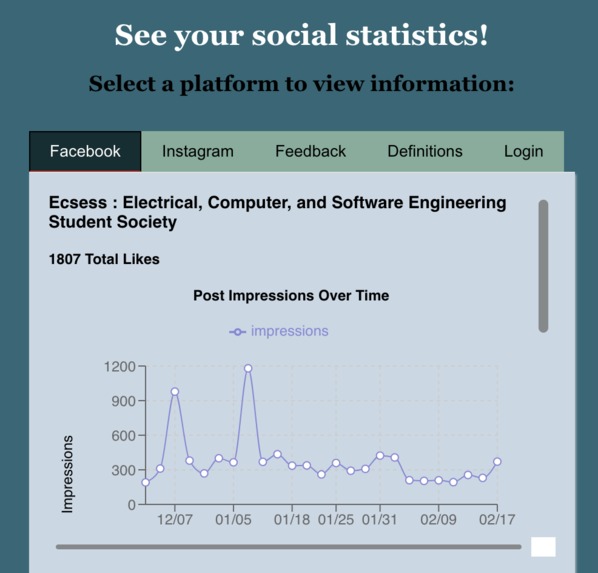 See your social statistics!
Select a platform to view information:
Facebook Instagram Feedback Definitions Login
Ecsess : Electrical, Computer, and Software Engineering
Student Society
1807 Total Likes
Post Impressions Over Time
impressions
1200
900
600
300
0
Impressions
12/07 01/05 01/18 01/25 01/31 02/09 02/17